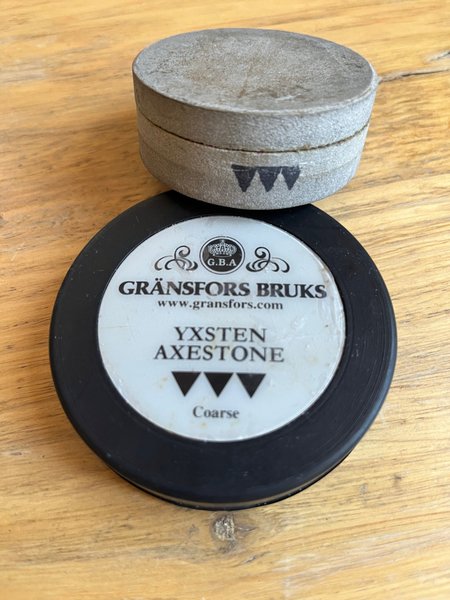 G.B.A
GRÄNSFORS BRUKS
www.gransfors.com
YXSTEN
AXESTONE
Coarse